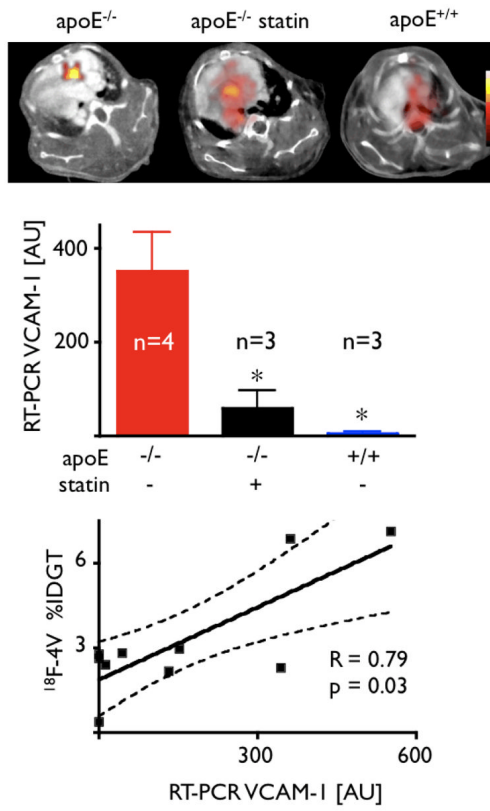 apoE-/- apoE-/- statin apoE+/+
RT-PCR VCAM-1 [AU]
400
200
n=4 n=3 n=3
* *
apoE -/- -/- +/+
statin - + -
18F-4V %IDGT
6
3
R = 0.79
p = 0.03
300 600
RT-PCR VCAM-1 [AU]